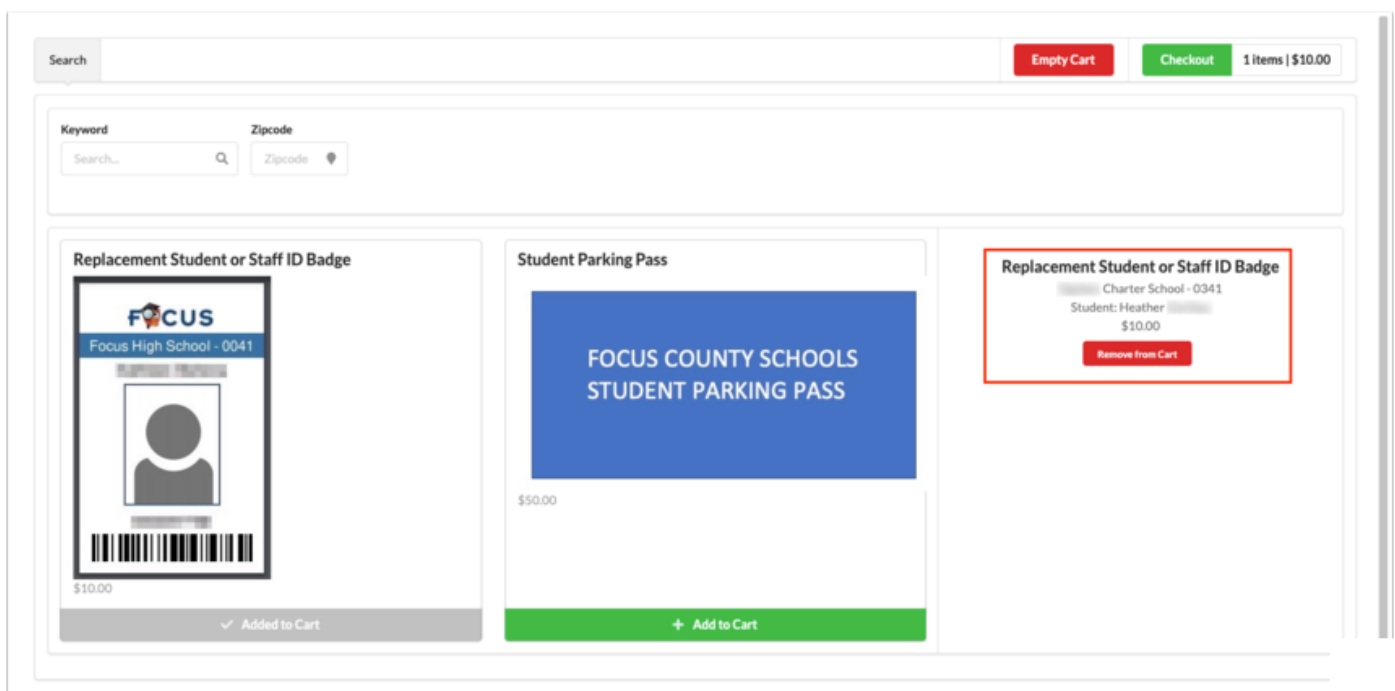 Search
Empty Cart
Checkout
1 items | $10.00
Keyword
Zipcode
Search...
Zipcode
Replacement Student or Staff ID Badge
FOCUS
Focus High School - 0041
$10.00
Added to Cart
Student Parking Pass
FOCUS COUNTY SCHOOLS
STUDENT PARKING PASS
$50.00
+ Add to Cart
Replacement Student or Staff ID Badge
Charter School - 0341
Student: Heather
$10.00
Remove from Cart